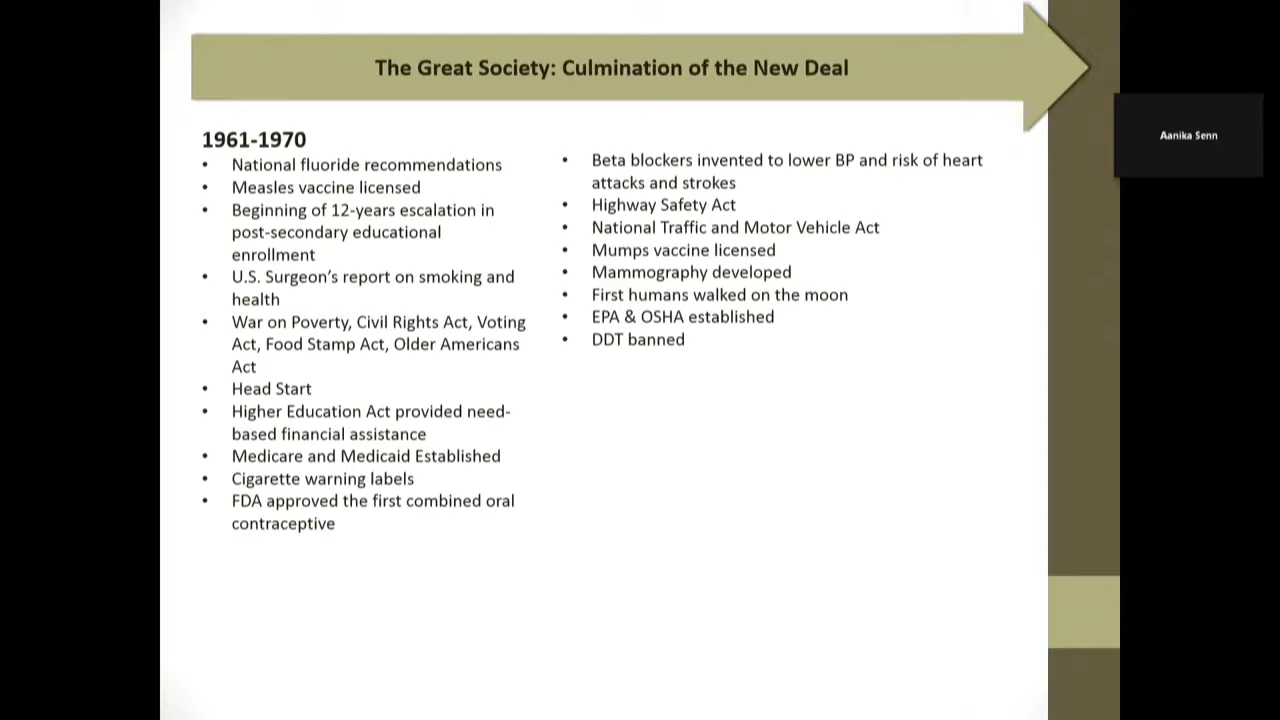 The Great Society: Culmination of the New Deal
1961-1970
• National fluoride recommendations
• Measles vaccine licensed
• Beginning of 12-years escalation in
post-secondary educational
enrollment
• U.S. Surgeon’s report on smoking and
health
• War on Poverty, Civil Rights Act, Voting
Act, Food Stamp Act, Older Americans
Act
• Head Start
• Higher Education Act provided need-
based financial assistance
• Medicare and Medicaid Established
• Cigarette warning labels
• FDA approved the first combined oral
contraceptive
• Beta blockers invented to lower BP and risk of heart
attacks and strokes
• Highway Safety Act
• National Traffic and Motor Vehicle Act
• Mumps vaccine licensed
• Mammography developed
• First humans walked on the moon
• EPA & OSHA established
• DDT banned
Aanika Senn